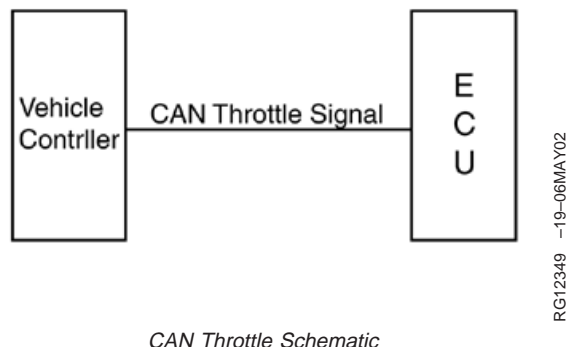 Vehicle
Contrller
CAN Throttle Signal
E
C
U
RG12349 –19–06MAY02
CAN Throttle Schematic